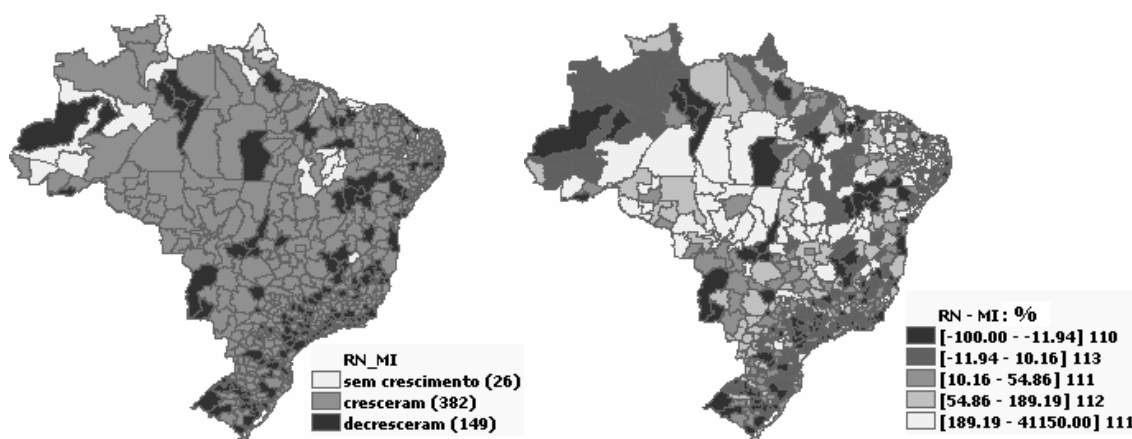 RN_MI
sem crescimento (26)
cresceram (382)
decresceram (149)
RN - MI: %
[-100.00 - -11.94] 110
[-11.94 - 10.16] 113
[10.16 - 54.86] 111
[54.86 - 189.19] 112
[189.19 - 41150.00] 111